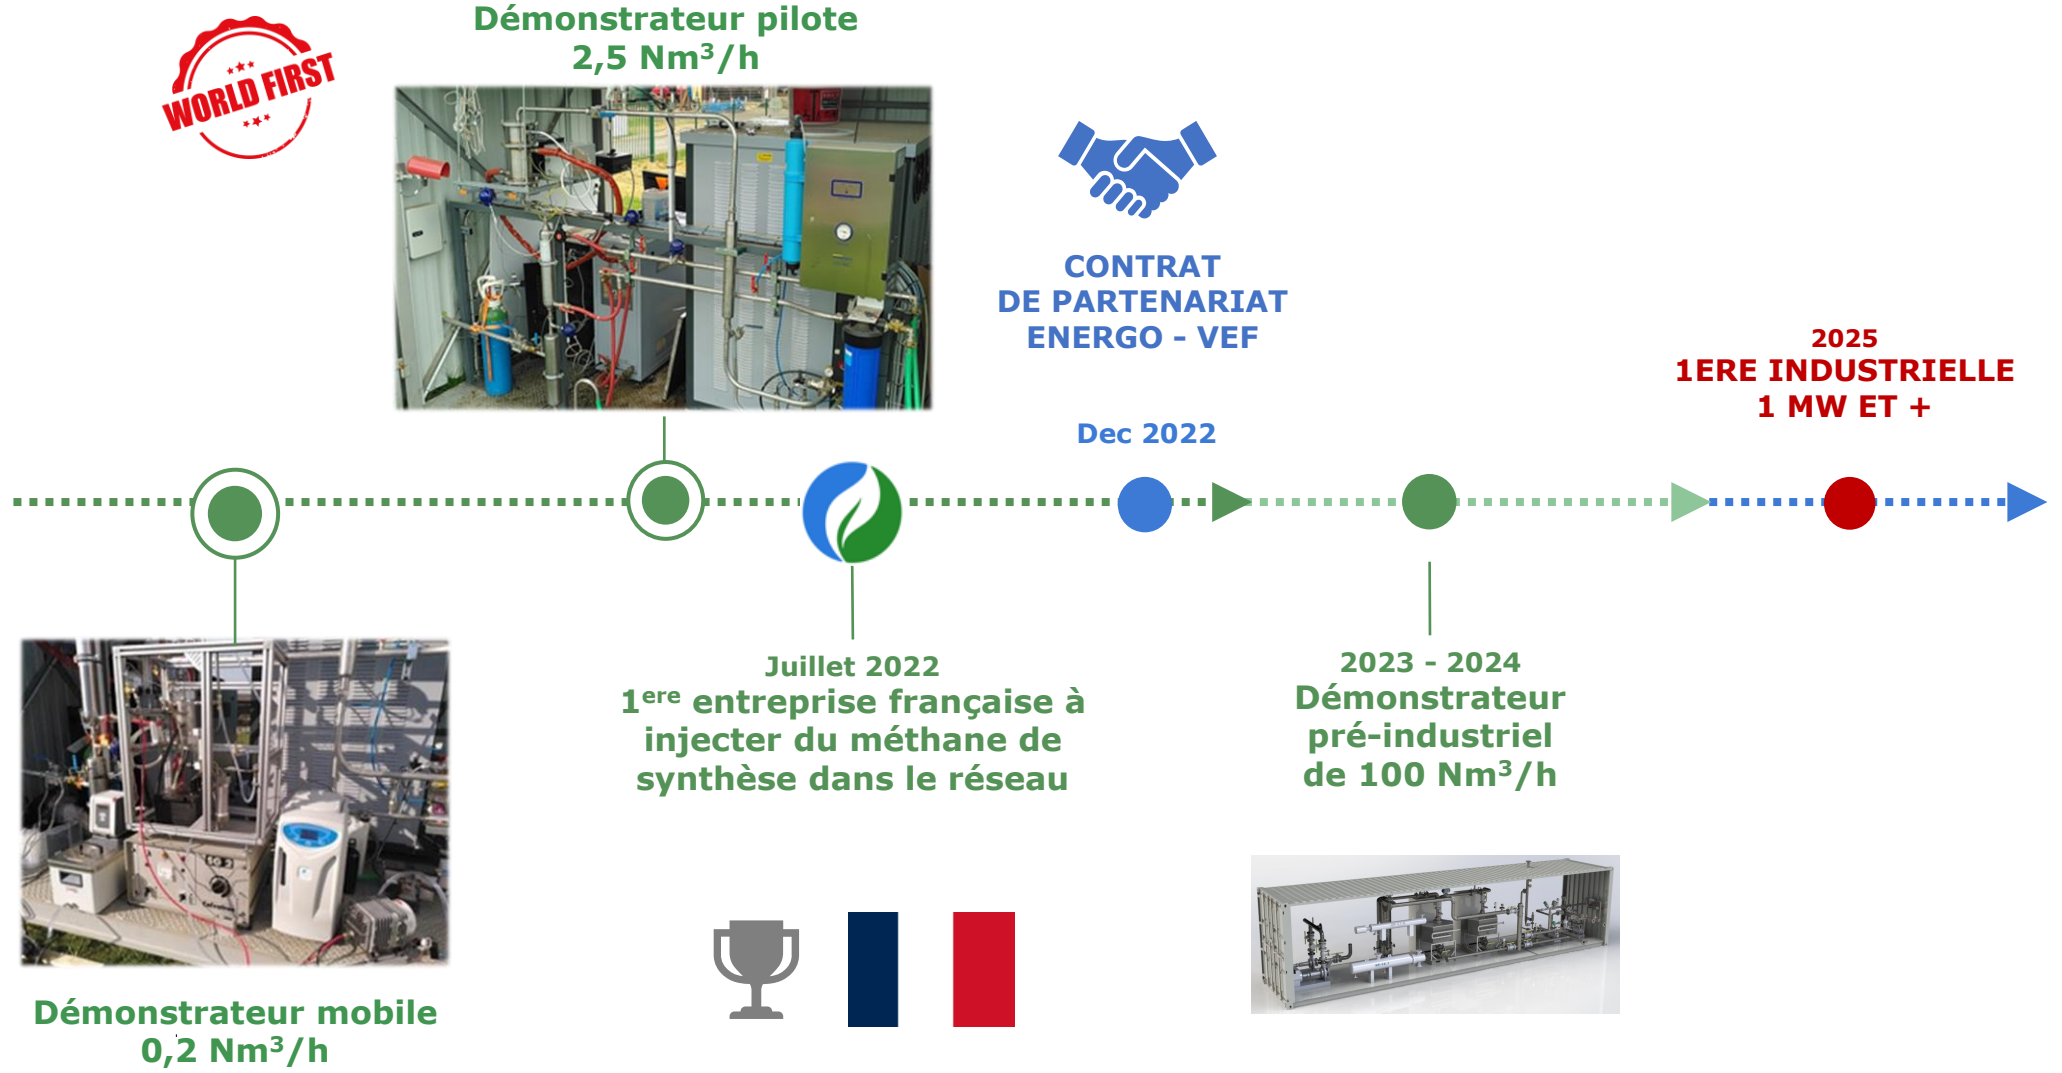 WORLD FIRST
Démonstrateur pilote
2,5 Nm³/h
CONTRAT
DE PARTENARIAT
ENERGO - VEF
Dec 2022
2025
1ERE INDUSTRIELLE
1 MW ET +
Juillet 2022
1ere entreprise française à
injecter du méthane de
synthèse dans le réseau
2023 - 2024
Démonstrateur
pré-industriel
de 100 Nm³/h
Démonstrateur mobile
0,2 Nm³/h